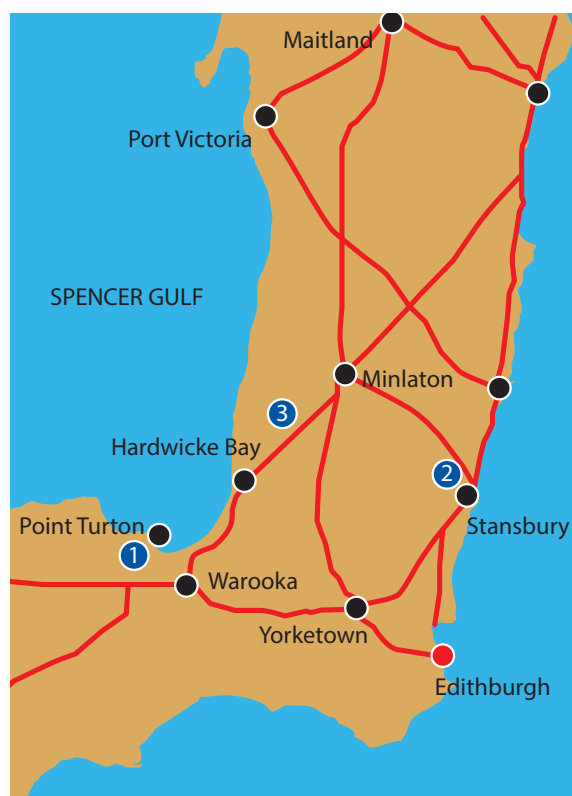 Maitland
Port Victoria
SPENCER GULF
Minlaton
3
Hardwicke Bay
2
Point Turton
Stansbury
1
Warooka
Yorketown
Edithburgh